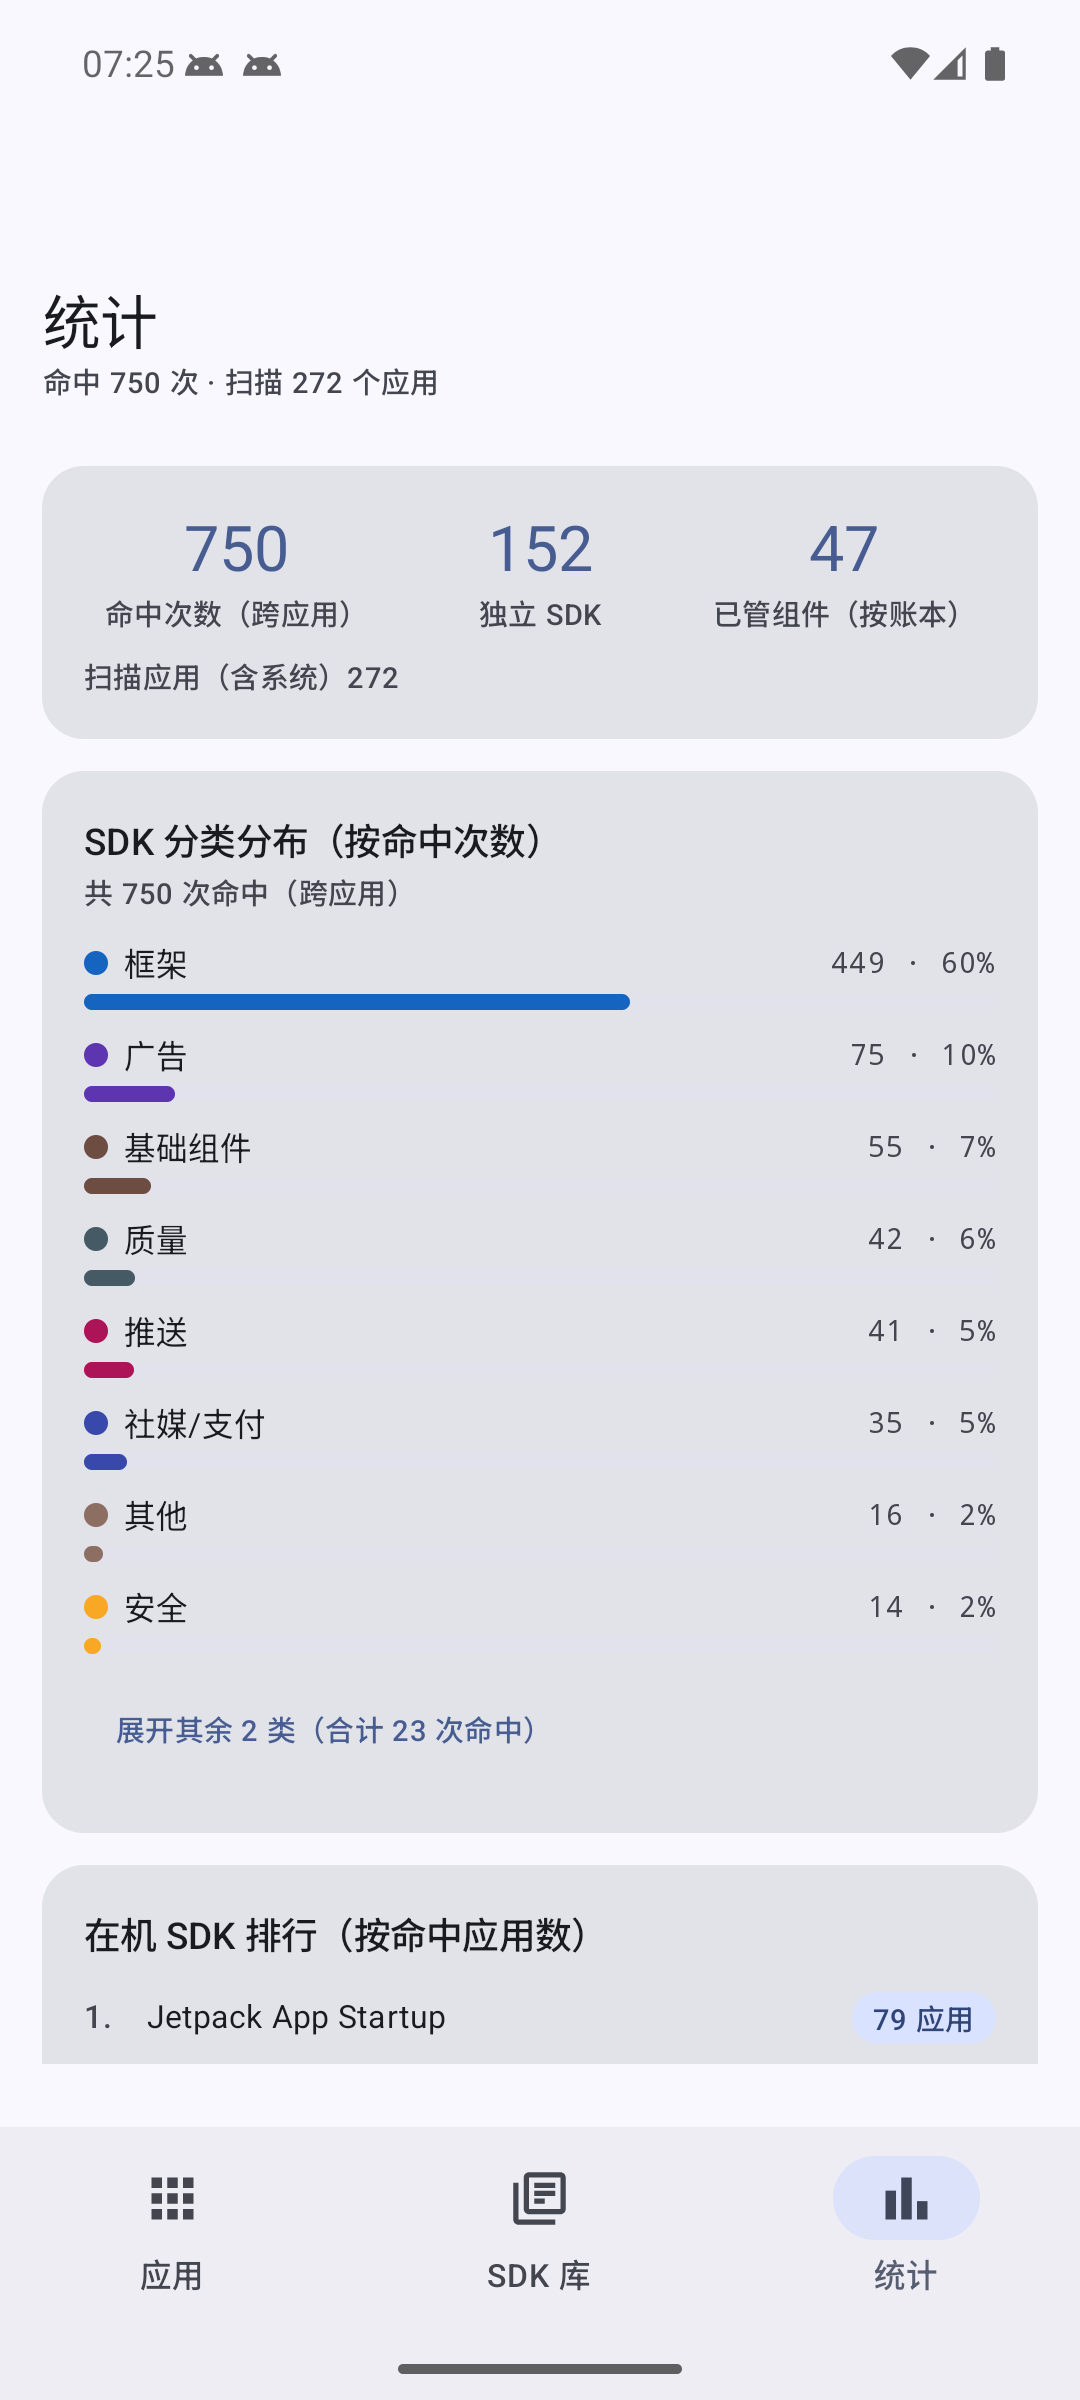 07:25
统计
命中 750 次 · 扫描 272 个应用
750 152 47
命中次数（跨应用） 独立 SDK 已管组件（按账本）
扫描应用（含系统）272
SDK 分类分布（按命中次数）
共 750 次命中（跨应用）
框架 449 · 60%
广告 75 · 10%
基础组件 55 · 7%
质量 42 · 6%
推送 41 · 5%
社媒/支付 35 · 5%
其他 16 · 2%
安全 14 · 2%
展开其余 2 类（合计 23 次命中）
在机 SDK 排行（按命中应用数）
1. Jetpack App Startup 79 应用
应用 SDK 库 统计